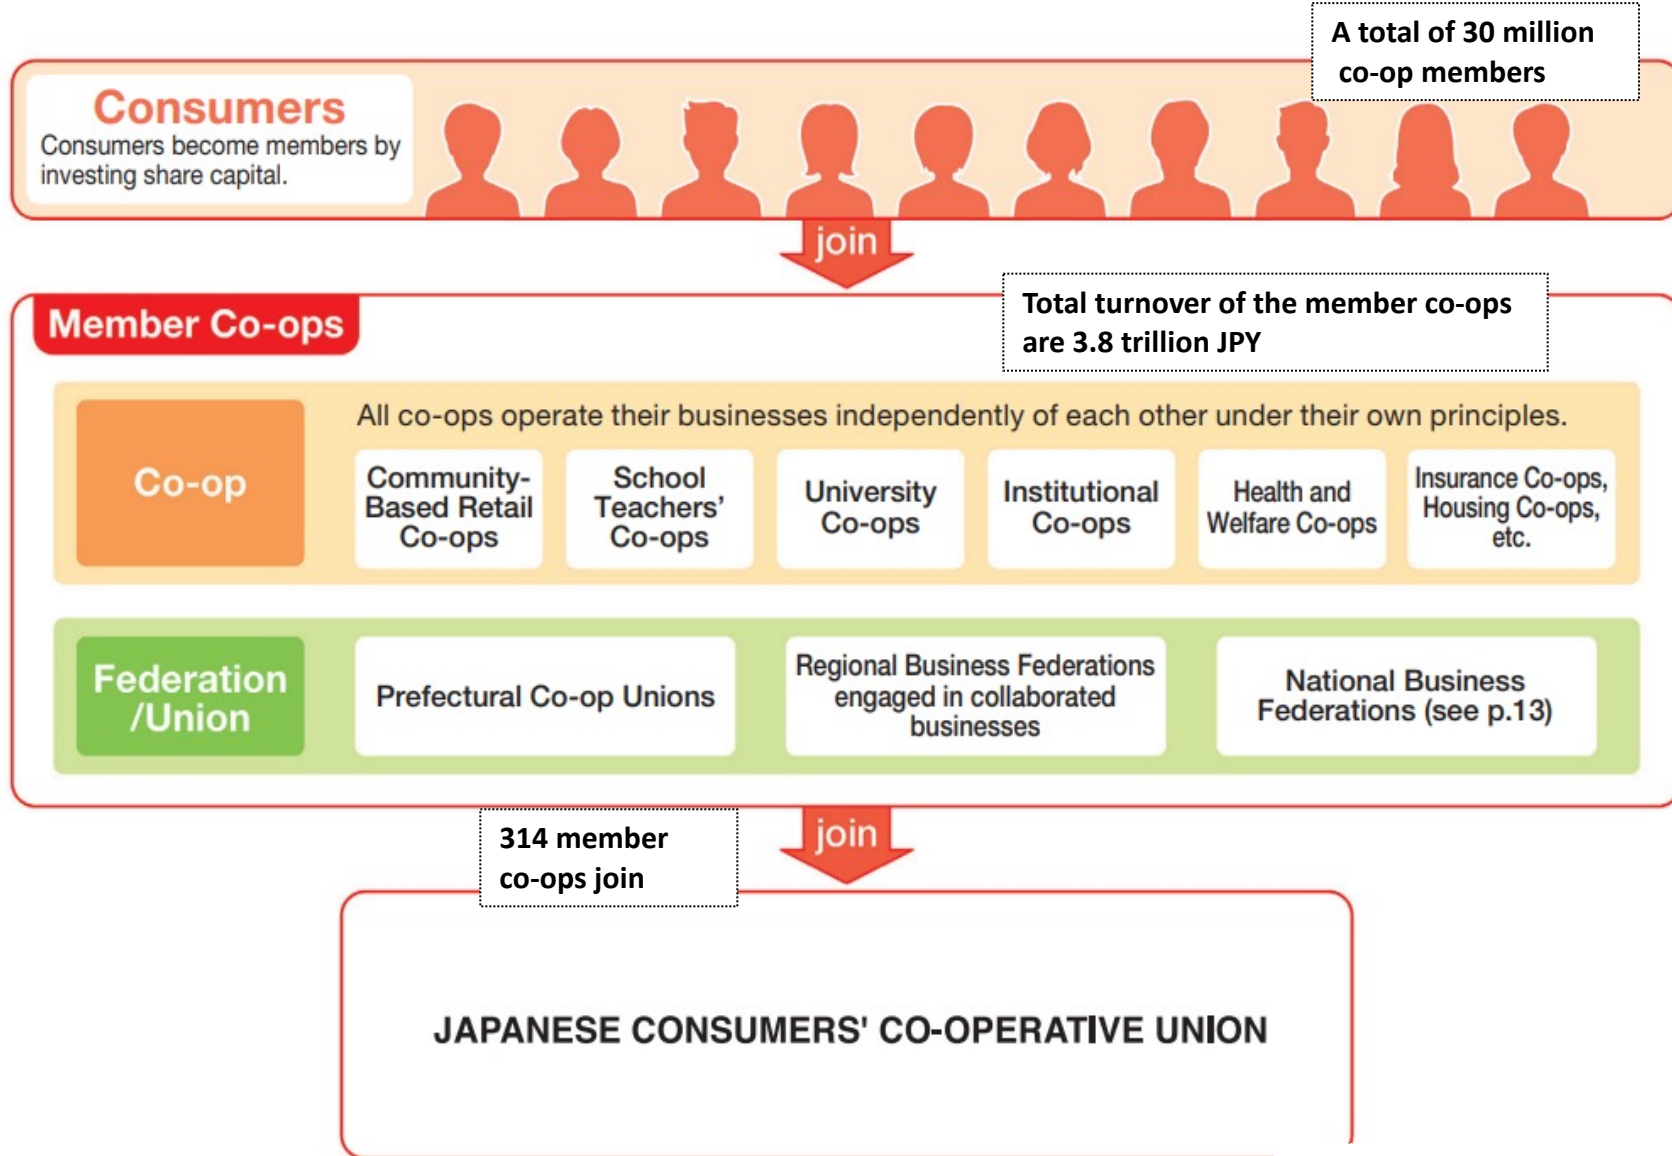 A total of 30 million
co-op members
Consumers
Consumers become members by
investing share capital.
join
Total turnover of the member co-ops
are 3.8 trillion JPY
Member Co-ops
All co-ops operate their businesses independently of each other under their own principles.
Co-op
Community-
Based Retail
Co-ops
School
Teachers'
Co-ops
University
Co-ops
Institutional
Co-ops
Health and
Welfare Co-ops
Insurance Co-ops,
Housing Co-ops,
etc.
Federation
/Union
Prefectural Co-op Unions
Regional Business Federations
engaged in collaborated
businesses
National Business
Federations (see p.13)
314 member
co-ops join
join
JAPANESE CONSUMERS' CO-OPERATIVE UNION